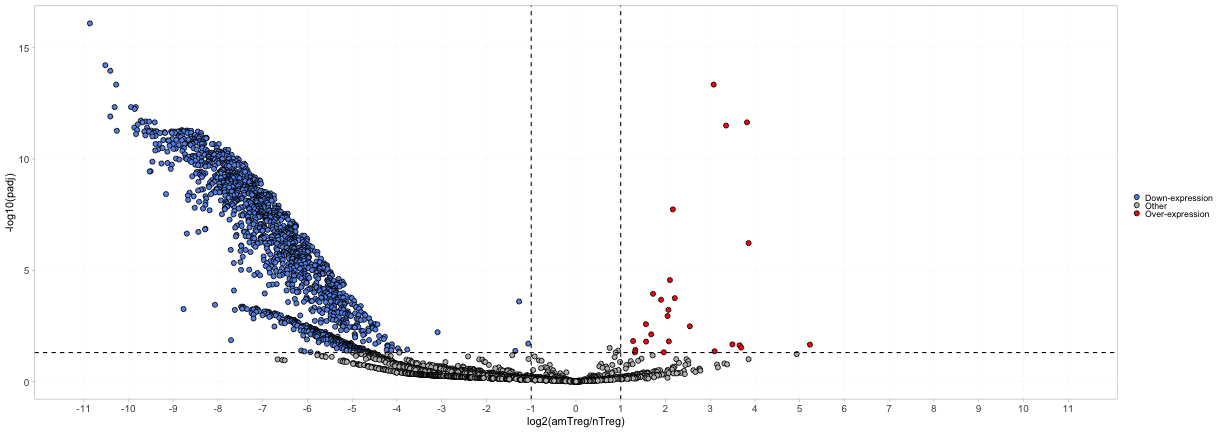 15
10
5
0
-log10(padj)
-11 -10 -9 -8 -7 -6 -5 -4 -3 -2 -1 0 1 2 3 4 5 6 7 8 9 10 11
log2(amTreg/nTreg)
Down-expression
Other
Over-expression